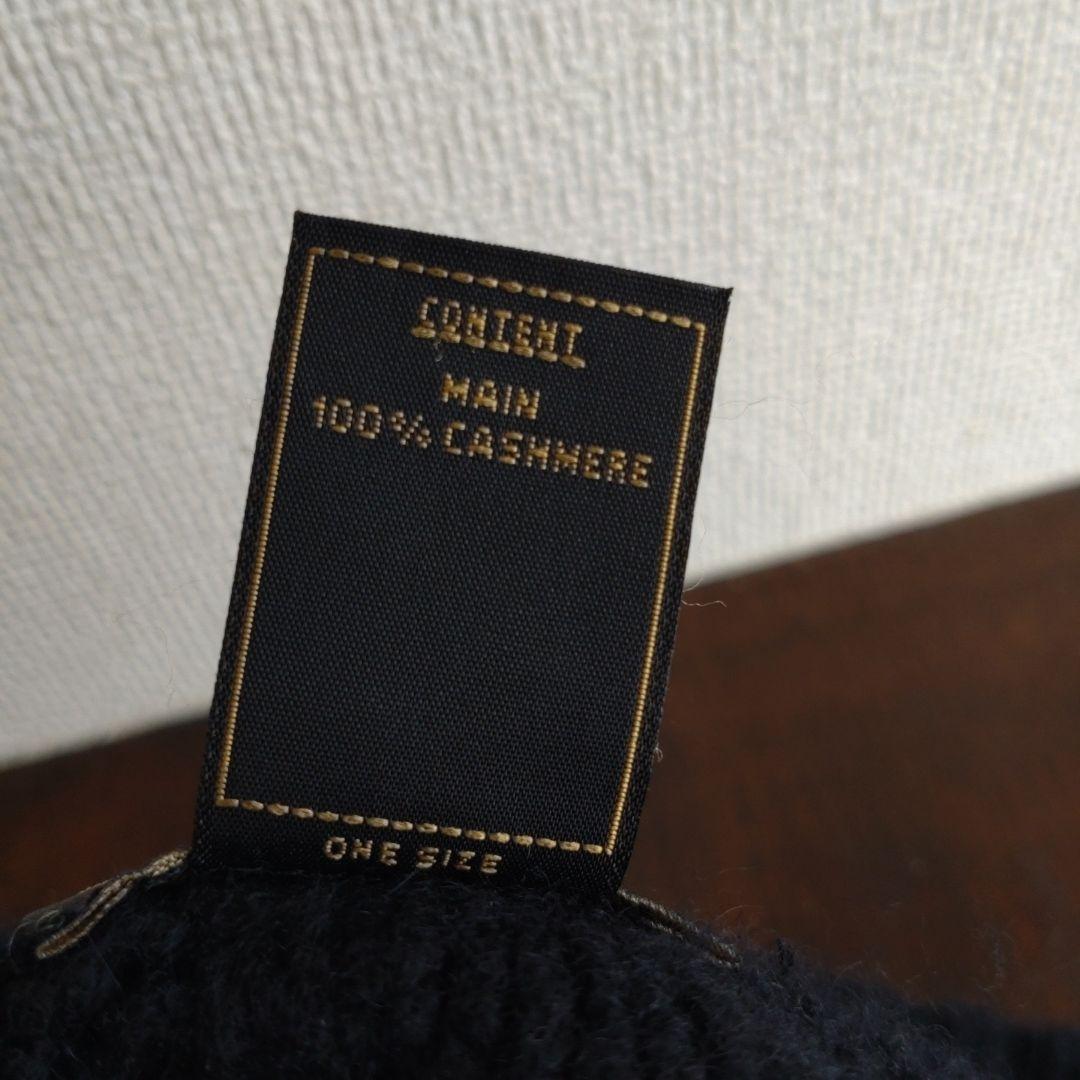 CONTENT
MAIN
100% CASHMERE
ONE SIZE